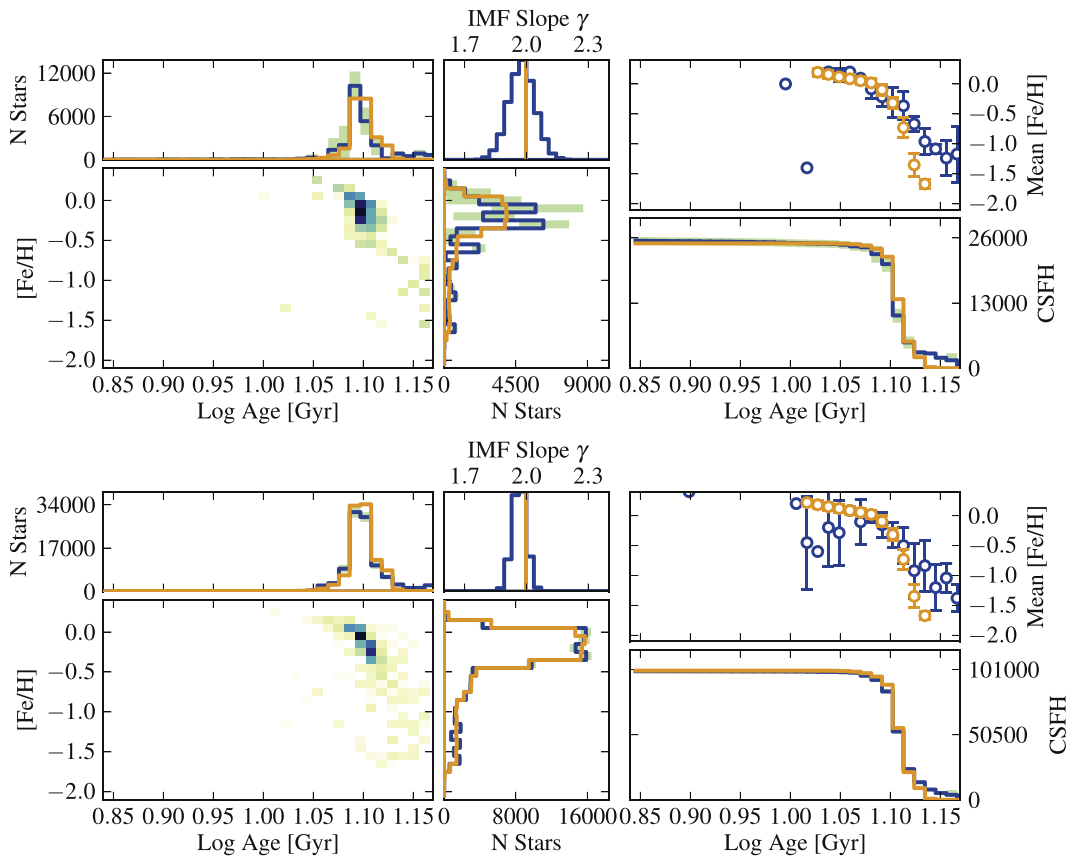 IMF Slope γ
1.7 2.0 2.3
12000
6000
0
N Stars
0.0
−0.5
−1.0
−1.5
−2.0
Mean [Fe/H]
0.0
−0.5
−1.0
−1.5
−2.0
[Fe/H]
26000
13000
0
CSFH
0.85 0.90 0.95 1.00 1.05 1.10 1.15
Log Age [Gyr]
0 4500 9000
N Stars
0.85 0.90 0.95 1.00 1.05 1.10 1.15
Log Age [Gyr]
IMF Slope γ
1.7 2.0 2.3
34000
17000
0
N Stars
0.0
−0.5
−1.0
−1.5
−2.0
Mean [Fe/H]
0.0
−0.5
−1.0
−1.5
−2.0
[Fe/H]
101000
50500
0
CSFH
0.85 0.90 0.95 1.00 1.05 1.10 1.15
Log Age [Gyr]
0 8000 16000
N Stars
0.85 0.90 0.95 1.00 1.05 1.10 1.15
Log Age [Gyr]